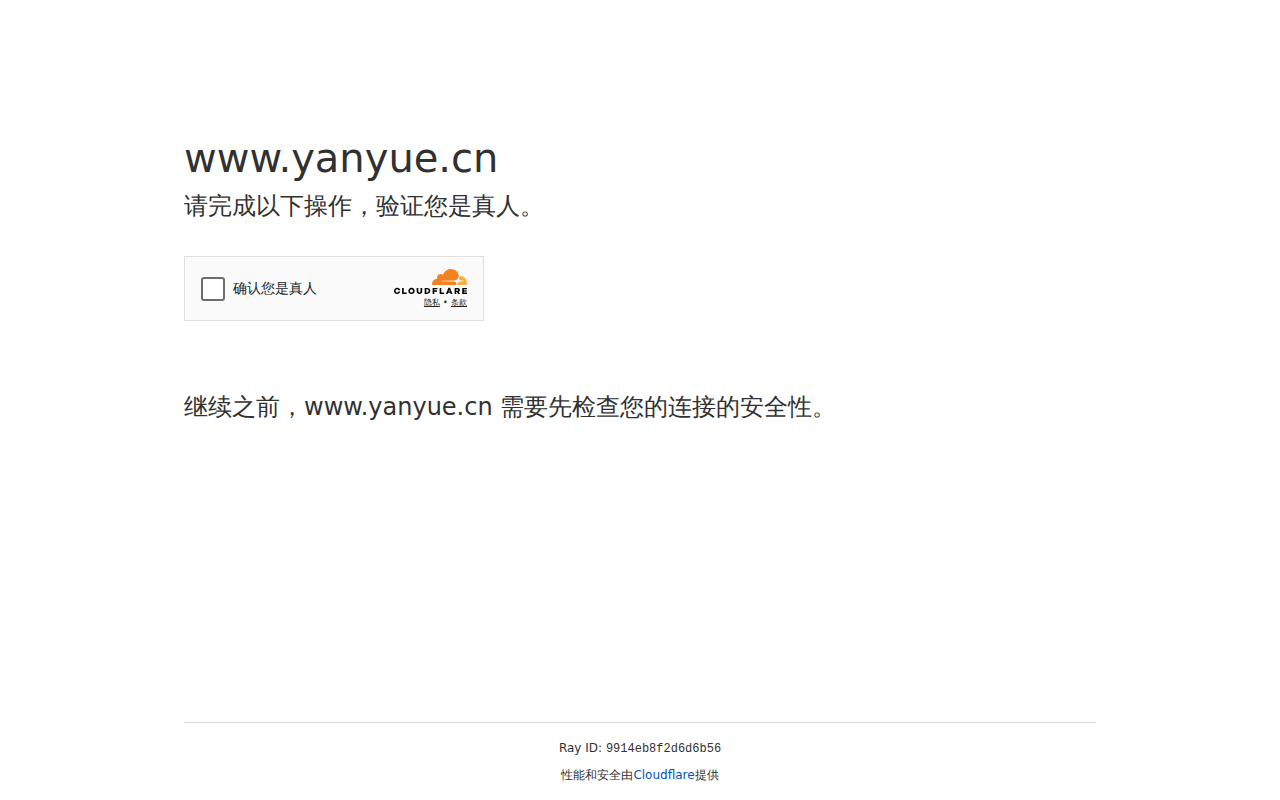 www.yanyue.cn
请完成以下操作，验证您是真人。
确认您是真人
CLOUDFLARE
隐私 • 条款
继续之前，www.yanyue.cn 需要先检查您的连接的安全性。
Ray ID: 9914eb8f2d6d6b56
性能和安全由Cloudflare提供